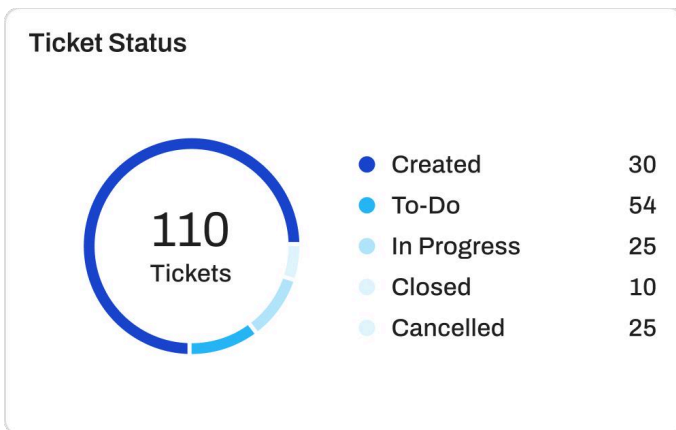 Ticket Status
110
Tickets
Created 30
To-Do 54
In Progress 25
Closed 10
Cancelled 25